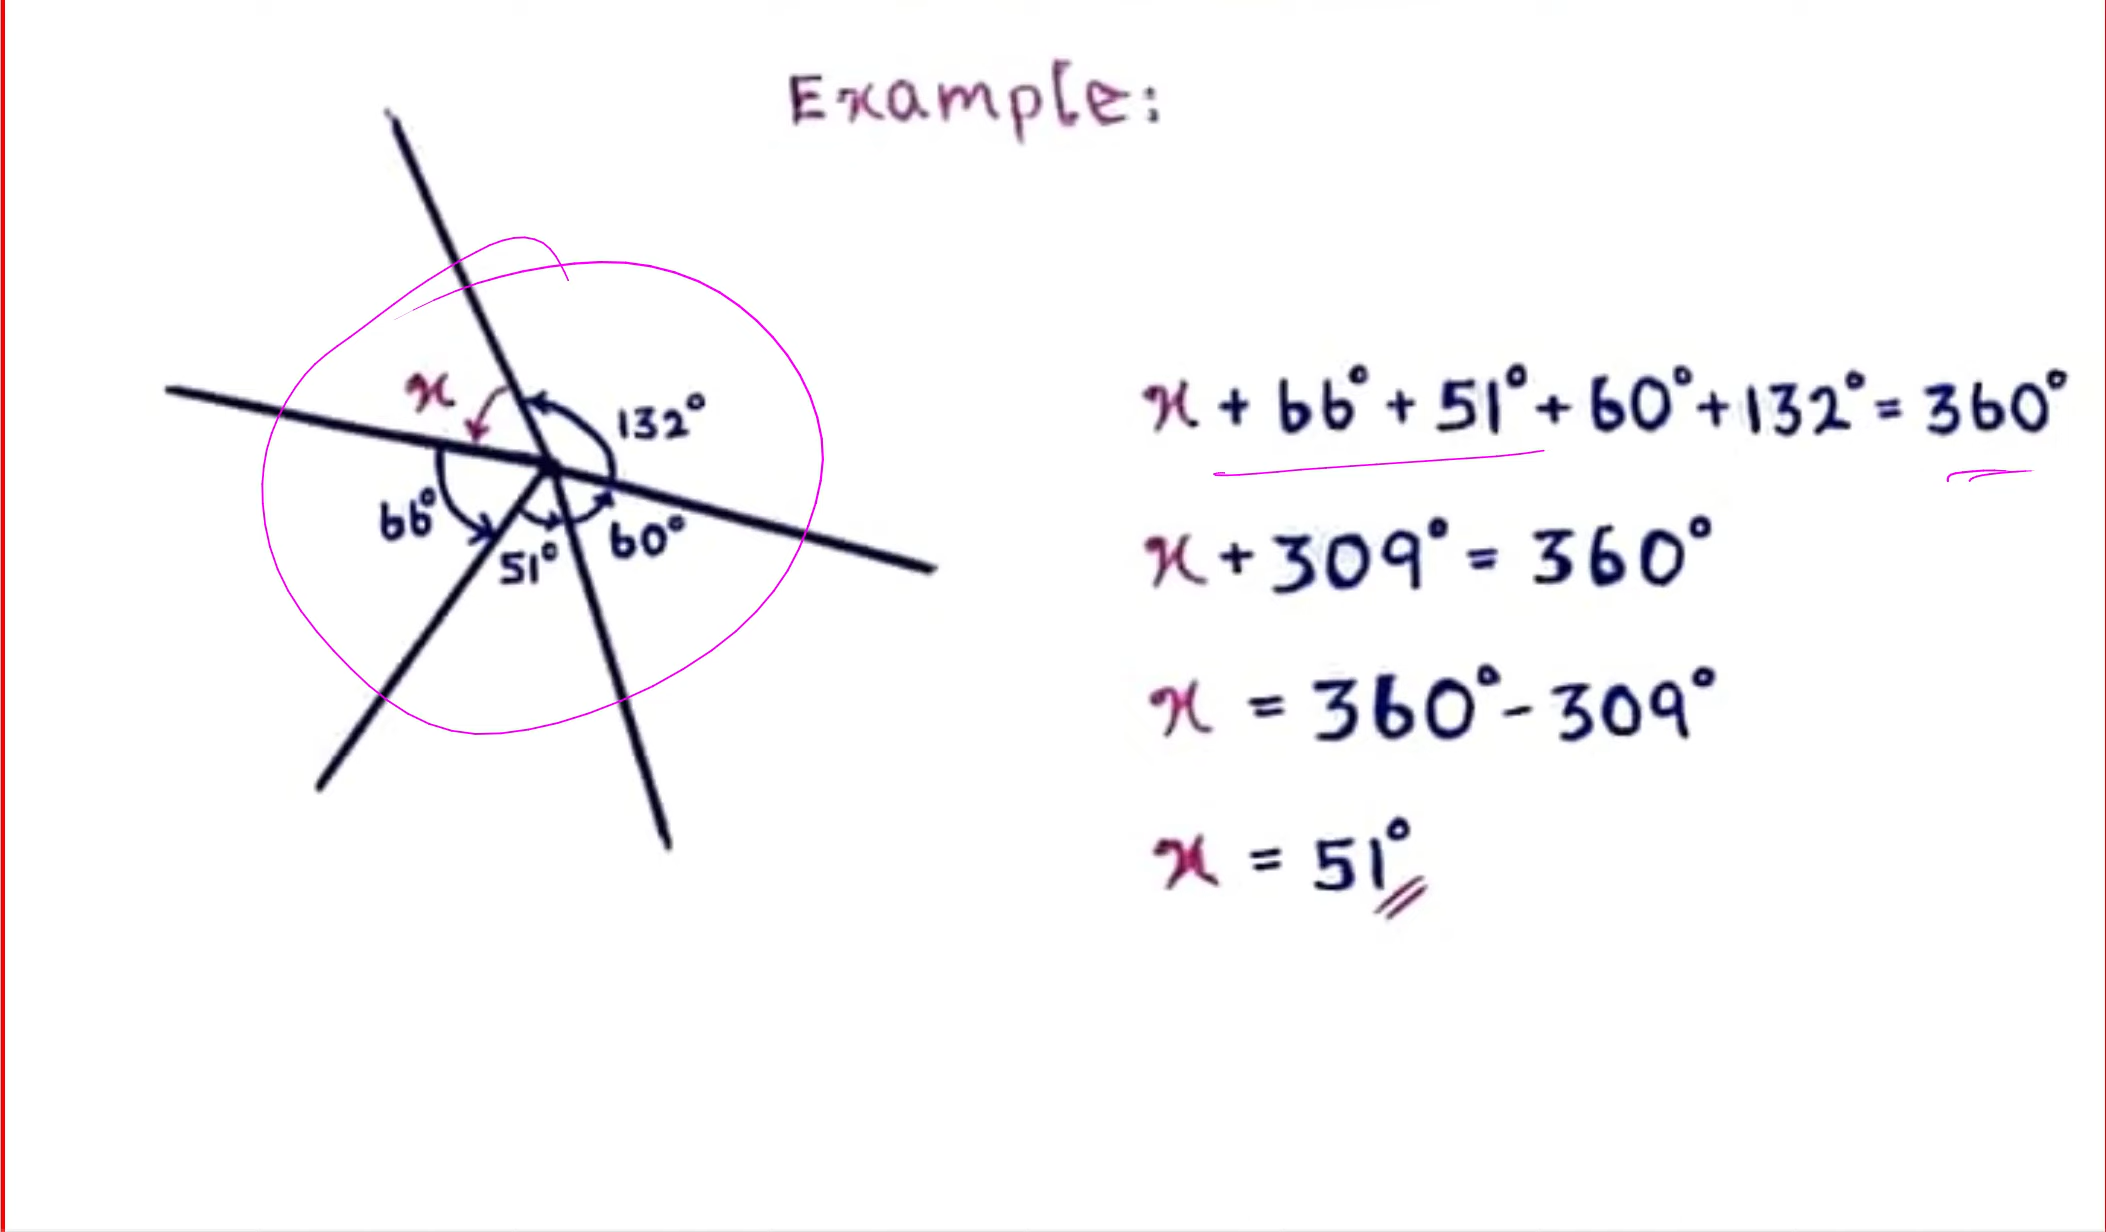 Example:
x
132°
66°
51°
60°
x + 66° + 51° + 60° + 132° = 360°
x + 309° = 360°
x = 360° - 309°
x = 51°